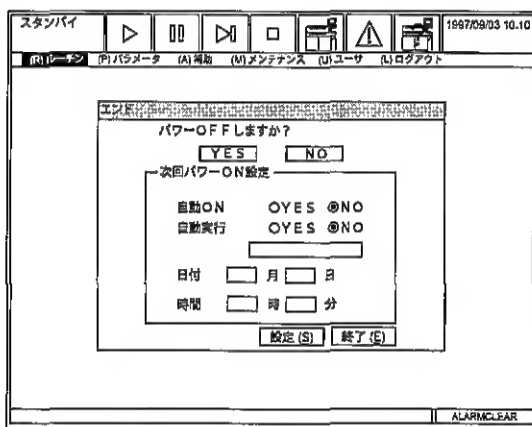 スタンバイ
1997/09/03 10.10
(R)ルーチン (P)パラメータ (A)補助 (M)メンテナンス (U)ユーザ (L)ログアウト
エンド
パワーOFFしますか?
YES NO
次回パワーON設定
自動ON OYES ◉NO
自動実行 OYES ◉NO
日付 月 日
時間 時 分
設定(S) 終了(E)
ALARMCLEAR